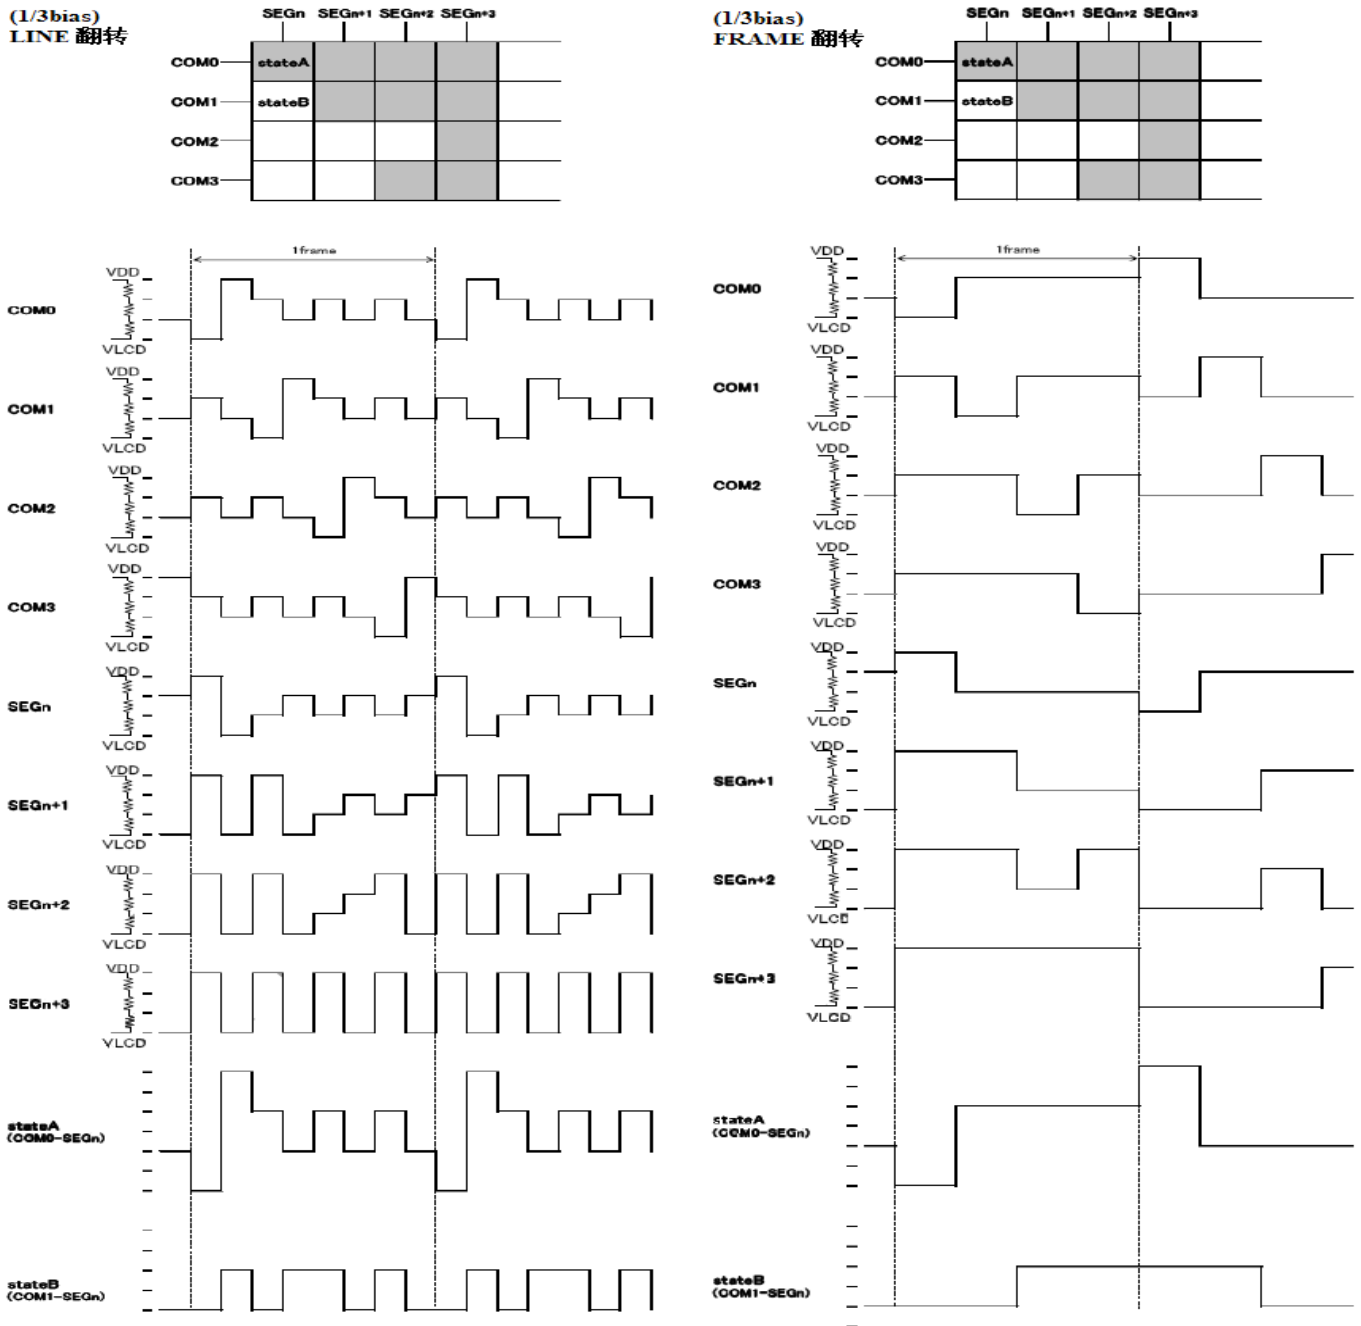 (1/3bias)
LINE 翻转
SEGn SEGn+1 SEGn+2 SEGn+3
COM0
stateA
COM1
stateB
COM2
COM3
1frame
VDD
COM0
VLCD
VDD
COM1
VLCD
VDD
COM2
VLCD
VDD
COM3
VLCD
VDD
SEGn
VLCD
VDD
SEGn+1
VLCD
VDD
SEGn+2
VLCD
VDD
SEGn+3
VLCD
stateA
(COM0-SEGn)
stateB
(COM1-SEGn)
(1/3bias)
FRAME 翻转
SEGn SEGn+1 SEGn+2 SEGn+3
COM0
stateA
COM1
stateB
COM2
COM3
1frame
VDD
COM0
VLCD
VDD
COM1
VLCD
VDD
COM2
VLCD
VDD
COM3
VLCD
VDD
SEGn
VLCD
VDD
SEGn+1
VLCD
VDD
SEGn+2
VLCD
VDD
SEGn+3
VLCD
stateA
(COM0-SEGn)
stateB
(COM1-SEGn)